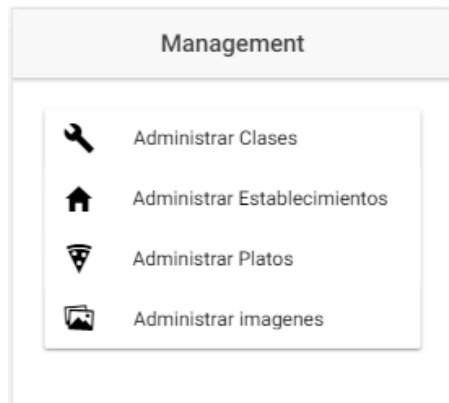 Management
Administrar Clases
Administrar Establecimientos
Administrar Platos
Administrar imagenes